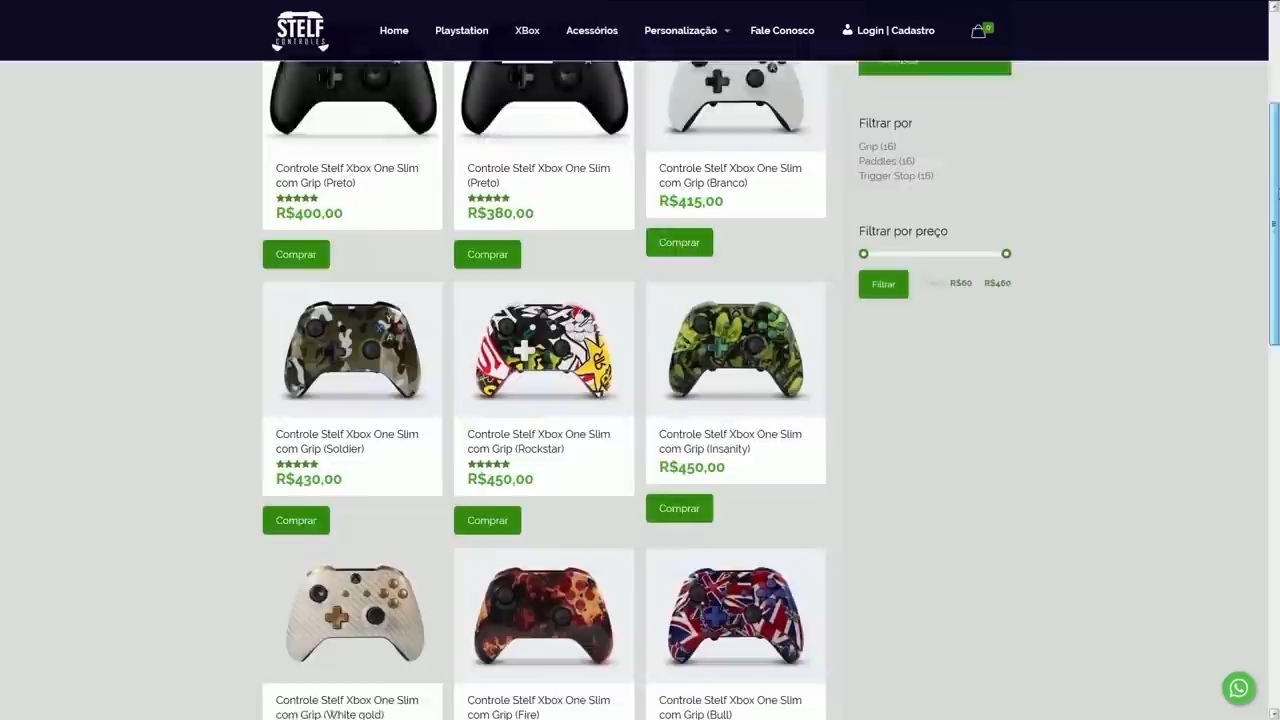 STELF
CONTROLES
Home
Playstation
XBox
Acessórios
Personalização
Fale Conosco
Login | Cadastro
0
Controle Stelf Xbox One Slim
com Grip (Preto)
R$400,00
Comprar
Controle Stelf Xbox One Slim
(Preto)
R$380,00
Comprar
Controle Stelf Xbox One Slim
com Grip (Branco)
R$415,00
Comprar
Filtrar por
Grip (16)
Paddles (16)
Trigger Stop (16)
Filtrar por preço
Filtrar
R$60
R$460
Controle Stelf Xbox One Slim
com Grip (Soldier)
R$430,00
Comprar
Controle Stelf Xbox One Slim
com Grip (Rockstar)
R$450,00
Comprar
Controle Stelf Xbox One Slim
com Grip (Insanity)
R$450,00
Comprar
Controle Stelf Xbox One Slim
com Grip (White gold)
Controle Stelf Xbox One Slim
com Grip (Fire)
Controle Stelf Xbox One Slim
com Grip (Bull)